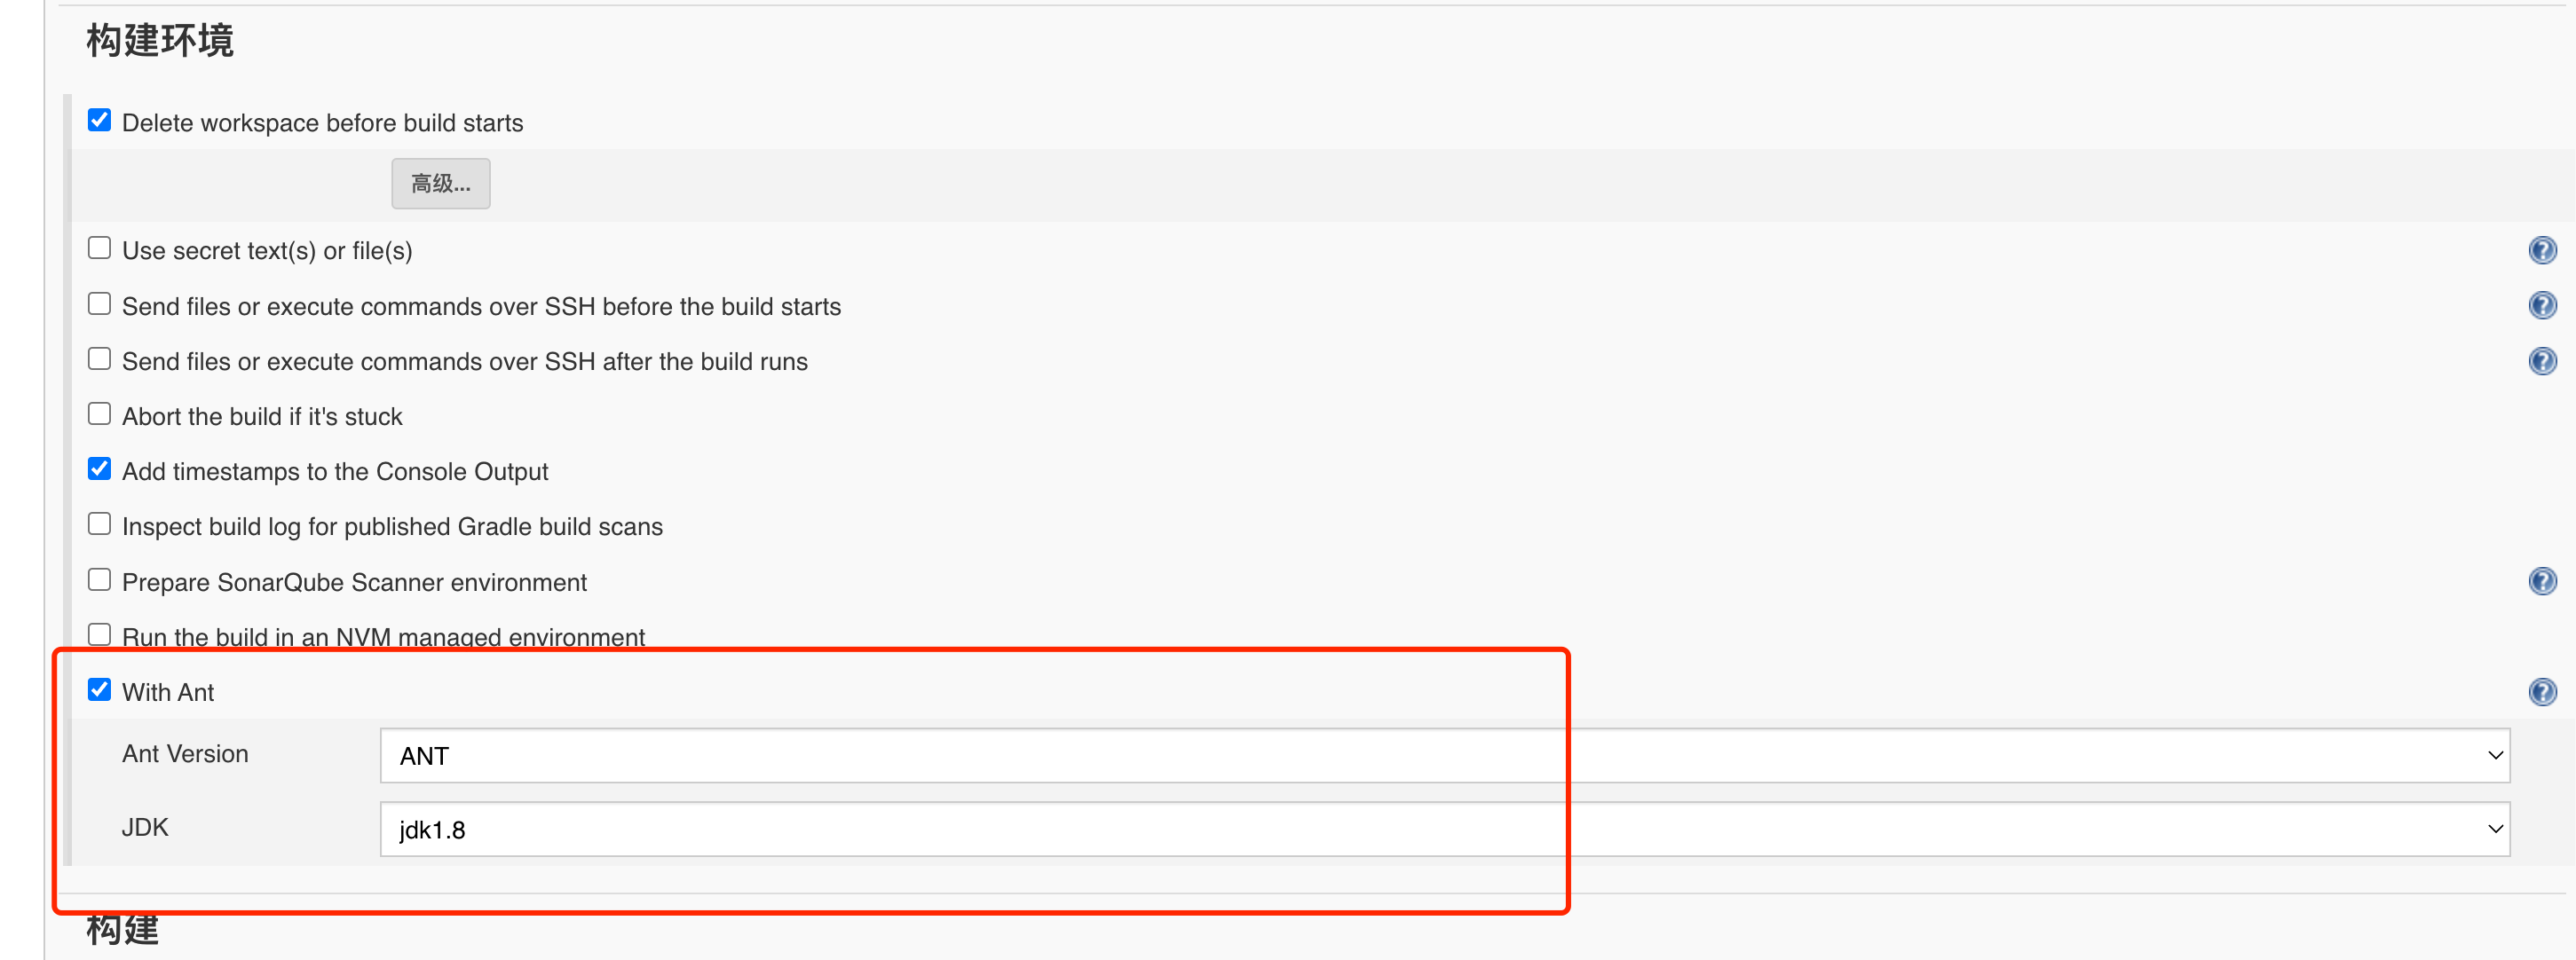 构建环境
Delete workspace before build starts
高级...
Use secret text(s) or file(s)
Send files or execute commands over SSH before the build starts
Send files or execute commands over SSH after the build runs
Abort the build if it's stuck
Add timestamps to the Console Output
Inspect build log for published Gradle build scans
Prepare SonarQube Scanner environment
Run the build in an NVM managed environment
With Ant
Ant Version ANT
JDK jdk1.8
构建